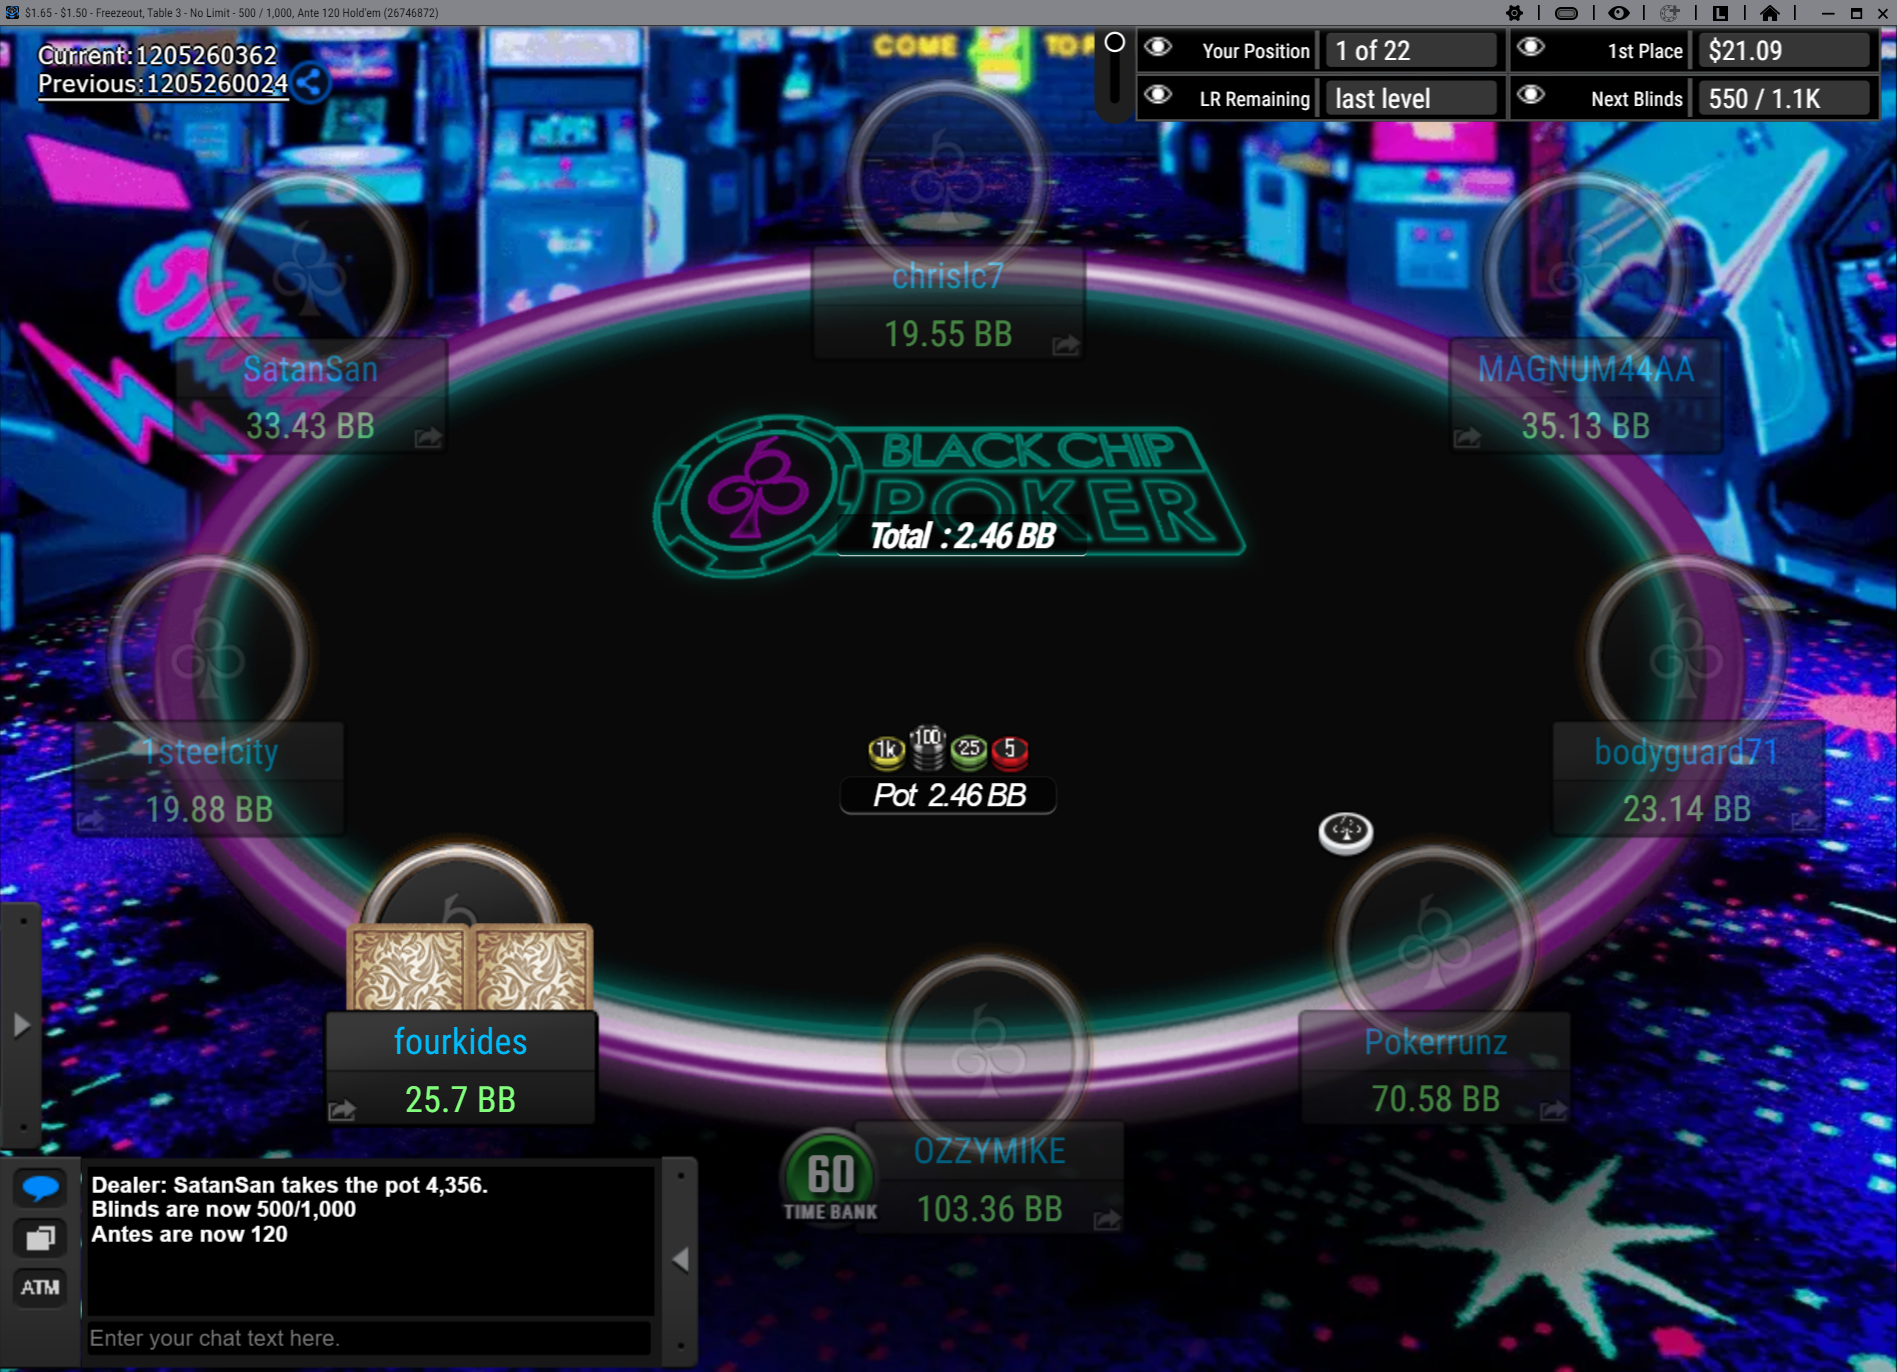 $1.65 - $1.50 - Freezeout, Table 3 - No Limit - 500 / 1,000, Ante 120 Hold'em (26746872)
L
Current:1205260362
Previous:1205260024
COME
TO P
Your Position
1 of 22
1st Place
$21.09
LR Remaining
last level
Next Blinds
550 / 1.1K
chrislc7
19.55 BB
SatanSan
33.43 BB
MAGNUM44AA
35.13 BB
BLACK CHIP
POKER
Total : 2.46 BB
1steelcity
19.88 BB
1k
100
25
5
Pot 2.46 BB
bodyguard71
23.14 BB
fourkides
25.7 BB
Pokerrunz
70.58 BB
60
TIME BANK
OZZYMIKE
103.36 BB
Dealer: SatanSan takes the pot 4,356.
Blinds are now 500/1,000
Antes are now 120
ATM
Enter your chat text here.